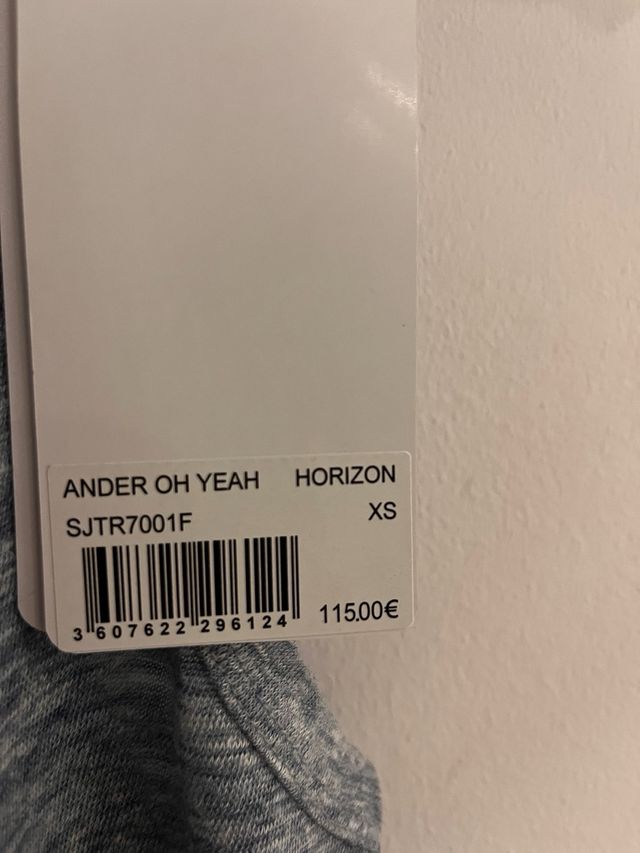 ANDER OH YEAH HORIZON
SJTR7001F XS
3 607622 296124 115.00€